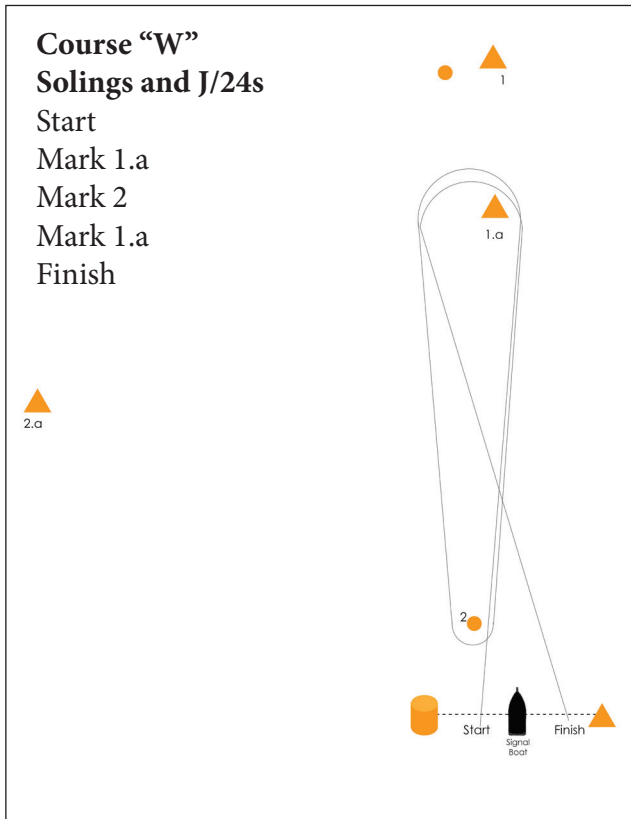 Course “W”
Solings and J/24s
Start
Mark 1.a
Mark 2
Mark 1.a
Finish
1
1.a
2.a
2
Start
Signal
Boat
Finish